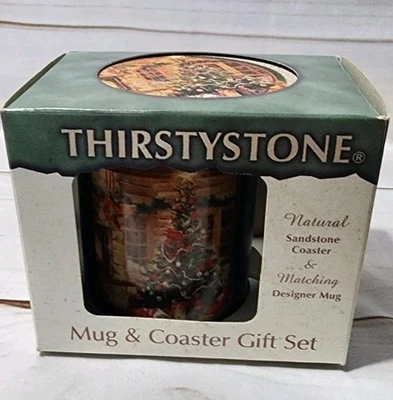 THIRSTYSTONE®
Natural
Sandstone
Coaster
&
Matching
Designer Mug
Mug & Coaster Gift Set